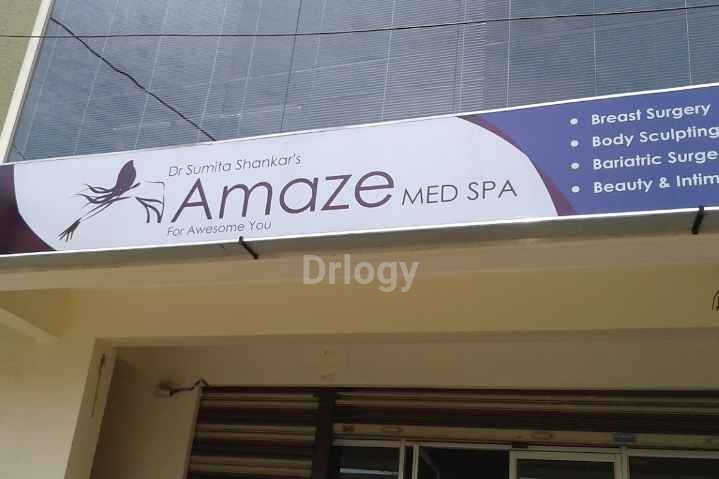 Dr Sumita Shankar's
Amaze MED SPA
For Awesome You
• Breast Surgery
• Body Sculpting
• Bariatric Surge
• Beauty & Intim
Drlogy